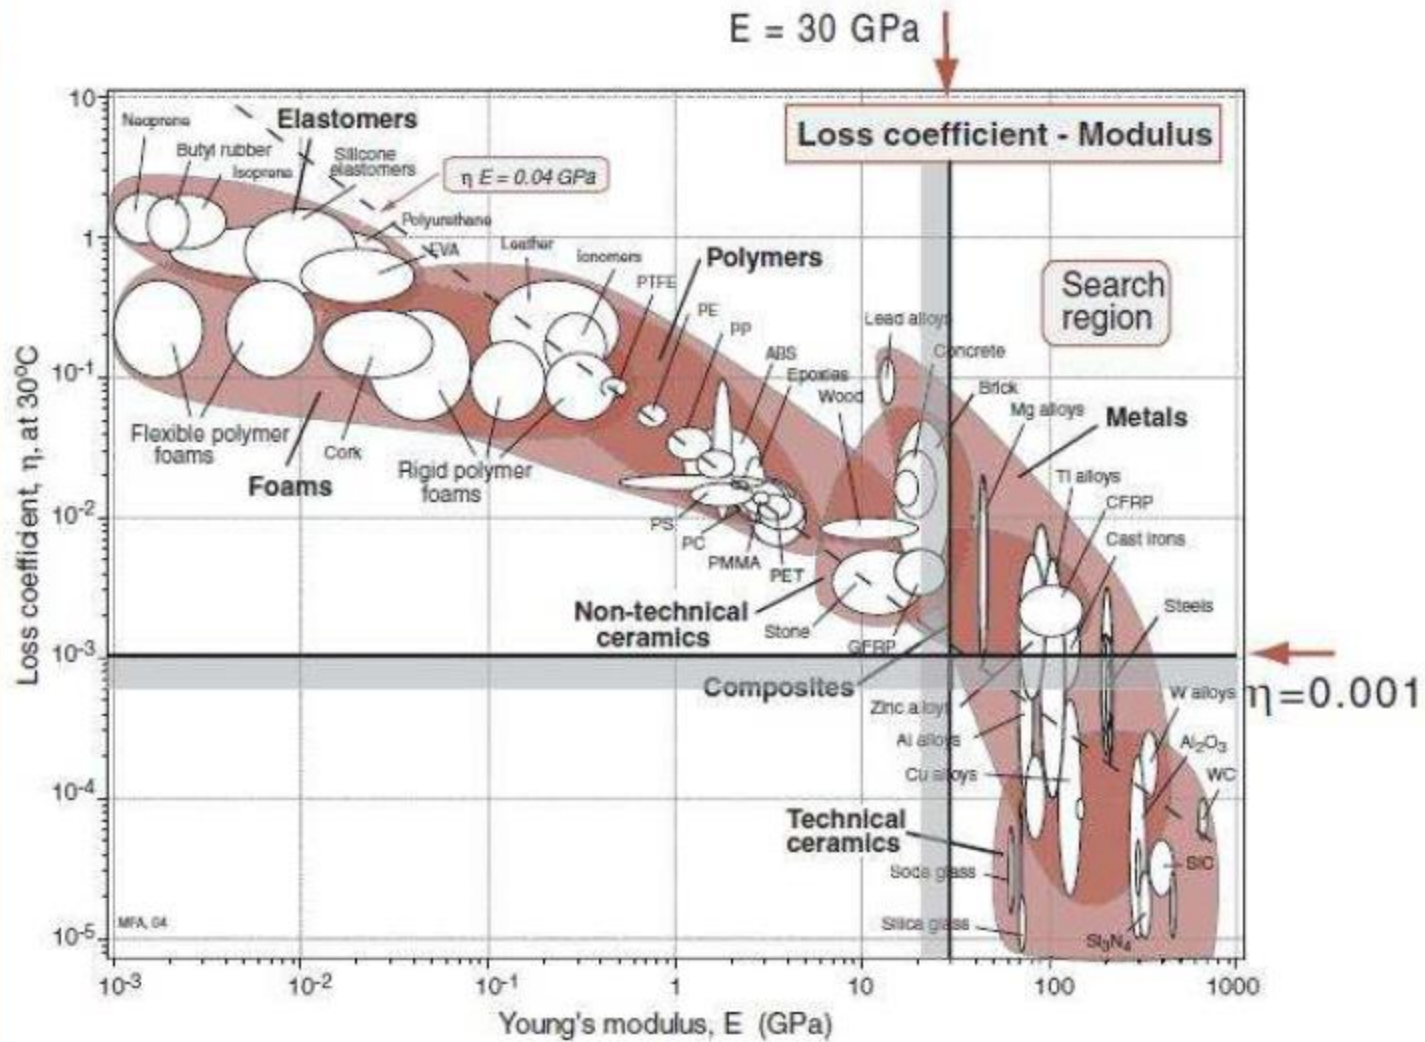 E = 30 GPa
Loss coefficient - Modulus
Neoprene
Butyl rubber
Isoprene
Elastomers
Silicone
elastomers
η E = 0.04 GPa
Polyurethane
EVA
Leather
Ionomers
PTFE
Polymers
PE
pp
ABS
Epoxies
Wood
Lead alloys
Concrete
Brick
Mg alloys
Search
region
Metals
Ti alloys
CFRP
Cast irons
Steels
Flexible polymer
foams
Cork
Foams
Rigid polymer
foams
PS
PC
PMMA
PET
Non-technical
ceramics
Stone
GFRP
Composites
η=0.001
Zinc alloys
Al alloys
Cu alloys
W alloys
Al2O3
WC
Technical
ceramics
Soda glass
Silica glass
SiC
Si3N4
MFA, 04
10
1
10-1
10-2
10-3
10-4
10-5
Loss coefficient, η, at 30ºC
10-3 10-2 10-1 1 10 100 1000
Young's modulus, E (GPa)